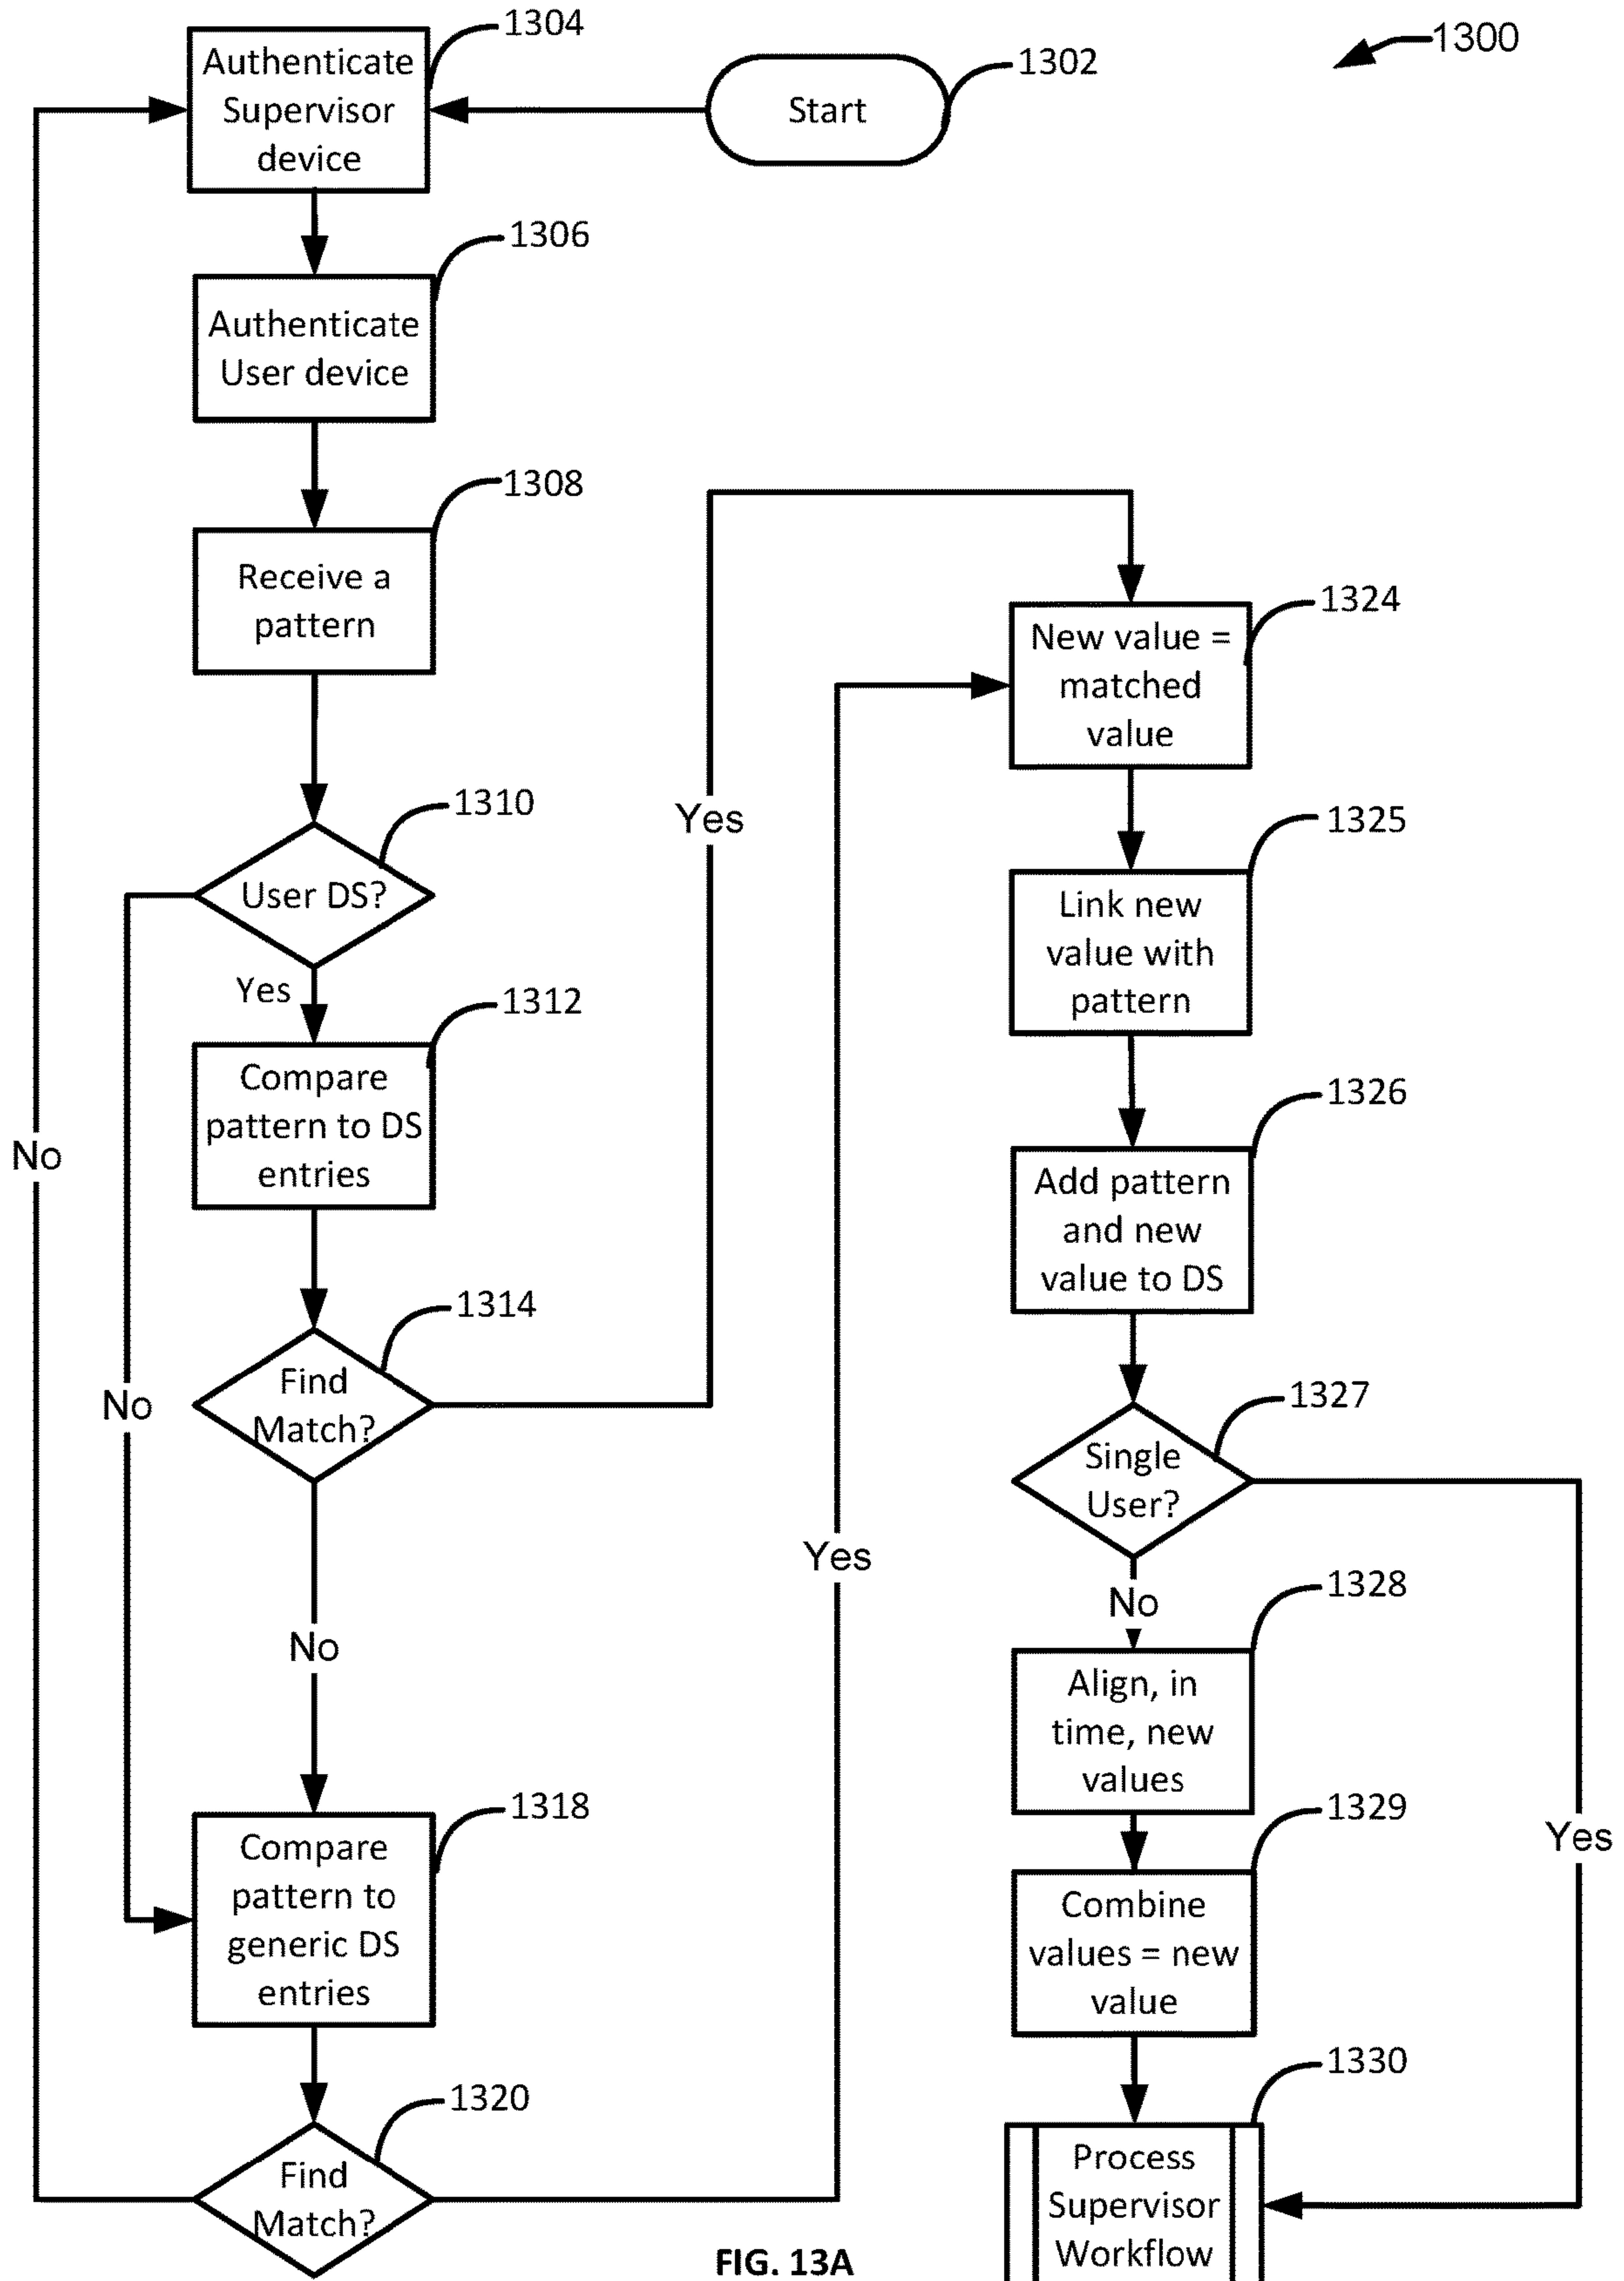 1300
1304
Authenticate
Supervisor
device
1302
Start
1306
Authenticate
User device
1308
Receive a
pattern
1310
User DS?
Yes
1312
Compare
pattern to DS
entries
No
1314
Find
Match?
No
No
1318
Compare
pattern to
generic DS
entries
1320
Find
Match?
Yes
Yes
1324
New value =
matched
value
1325
Link new
value with
pattern
1326
Add pattern
and new
value to DS
1327
Single
User?
No
1328
Align, in
time, new
values
1329
Combine
values = new
value
Yes
1330
Process
Supervisor
Workflow
FIG. 13A